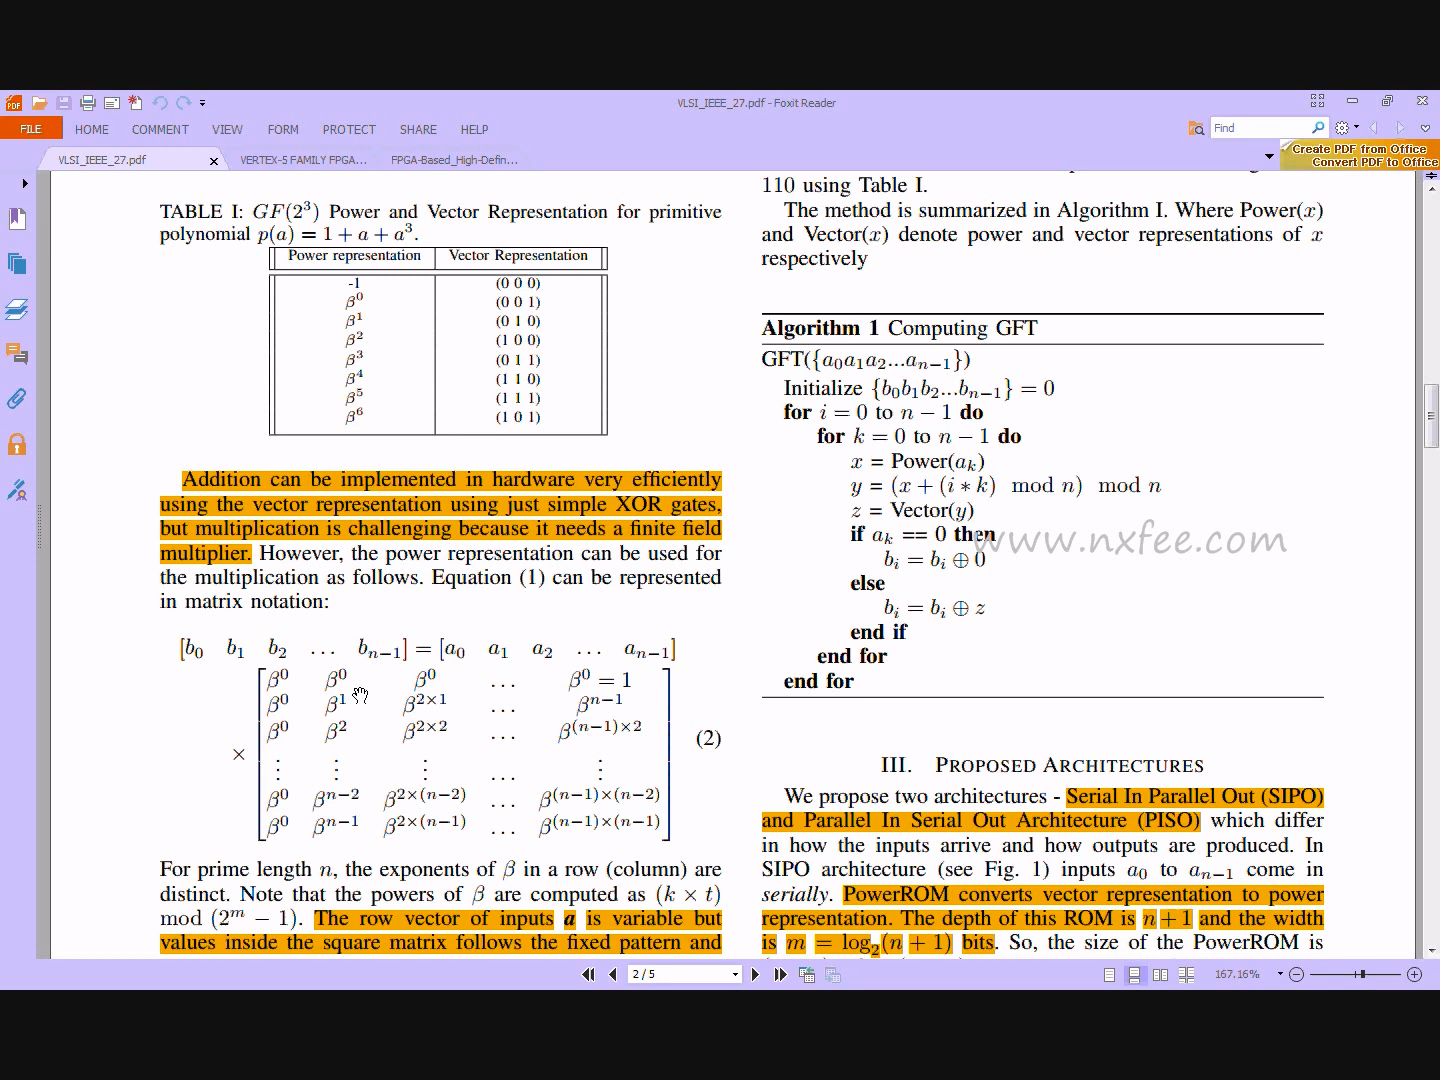 VLSI_IEEE_27.pdf - Foxit Reader
FILE HOME COMMENT VIEW FORM PROTECT SHARE HELP
Find
VLSI_IEEE_27.pdf VERTEX-5 FAMILY FPGA... FPGA-Based_High-Defin...
Create PDF from Office
Convert PDF to Office
TABLE I: GF(2³) Power and Vector Representation for primitive
polynomial p(a) = 1 + a + a³.
Power representation Vector Representation
-1 (0 0 0)
β⁰ (0 0 1)
β¹ (0 1 0)
β² (1 0 0)
β³ (0 1 1)
β⁴ (1 1 0)
β⁵ (1 1 1)
β⁶ (1 0 1)
Addition can be implemented in hardware very efficiently
using the vector representation using just simple XOR gates,
but multiplication is challenging because it needs a finite field
multiplier. However, the power representation can be used for
the multiplication as follows. Equation (1) can be represented
in matrix notation:
[b₀ b₁ b₂ ... bₙ₋₁] = [a₀ a₁ a₂ ... aₙ₋₁]
β⁰ β⁰ β⁰ ... β⁰ = 1
β⁰ β¹ β²ˣ¹ ... βⁿ⁻¹
β⁰ β² β²ˣ² ... β⁽ⁿ⁻¹⁾ˣ²
× ⋮ ⋮ ⋮ ... ⋮ (2)
β⁰ βⁿ⁻² β²ˣ⁽ⁿ⁻²⁾ ... β⁽ⁿ⁻¹⁾ˣ⁽ⁿ⁻²⁾
β⁰ βⁿ⁻¹ β²ˣ⁽ⁿ⁻¹⁾ ... β⁽ⁿ⁻¹⁾ˣ⁽ⁿ⁻¹⁾
For prime length n, the exponents of β in a row (column) are
distinct. Note that the powers of β are computed as (k × t)
mod (2ᵐ − 1). The row vector of inputs a is variable but
values inside the square matrix follows the fixed pattern and
110 using Table I.
The method is summarized in Algorithm I. Where Power(x)
and Vector(x) denote power and vector representations of x
respectively
Algorithm 1 Computing GFT
GFT({a₀a₁a₂...aₙ₋₁})
Initialize {b₀b₁b₂...bₙ₋₁} = 0
for i = 0 to n − 1 do
for k = 0 to n − 1 do
x = Power(aₖ)
y = (x + (i ∗ k) mod n) mod n
z = Vector(y)
if aₖ == 0 then
www.nxfee.com
bᵢ = bᵢ ⊕ 0
else
bᵢ = bᵢ ⊕ z
end if
end for
end for
III. PROPOSED ARCHITECTURES
We propose two architectures - Serial In Parallel Out (SIPO)
and Parallel In Serial Out Architecture (PISO) which differ
in how the inputs arrive and how outputs are produced. In
SIPO architecture (see Fig. 1) inputs a₀ to aₙ₋₁ come in
serially. PowerROM converts vector representation to power
representation. The depth of this ROM is n + 1 and the width
is m = log₂(n + 1) bits. So, the size of the PowerROM is
2 / 5
167.16%